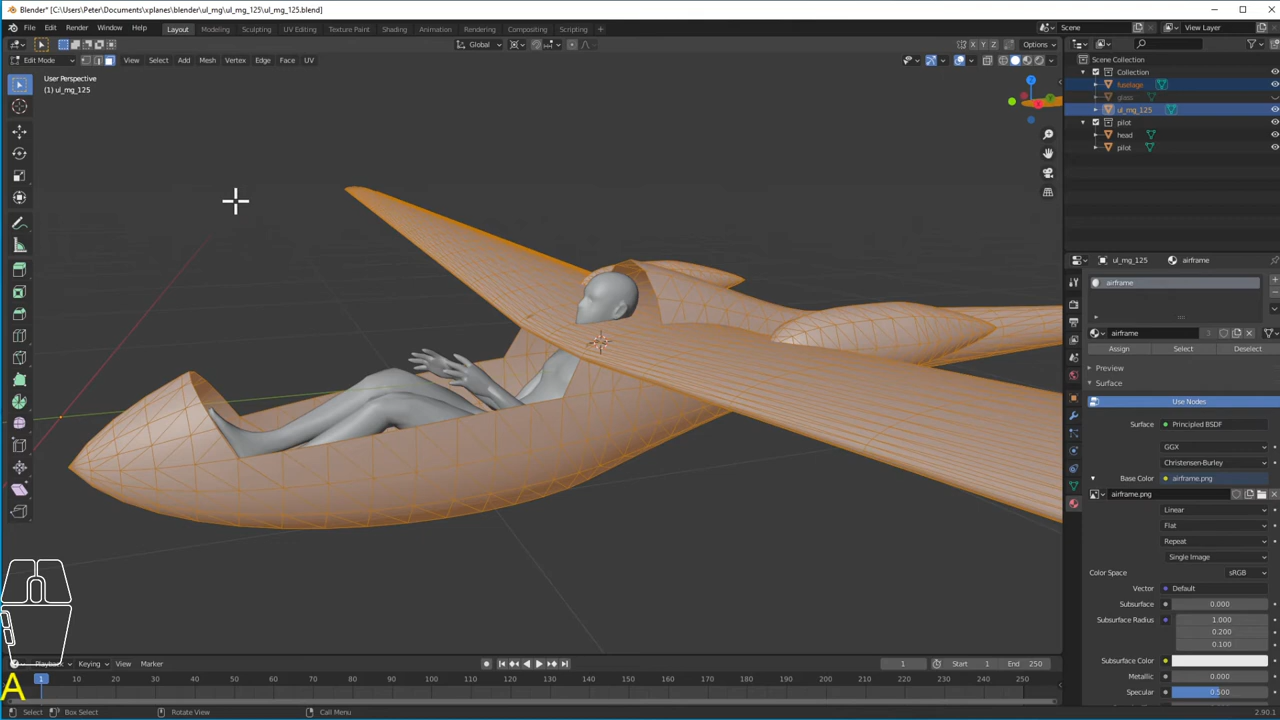 Blender* [C:\Users\Peter\Documents\xplanes\blender\ul_mg\ul_mg_125\ul_mg_125.blend]
File Edit Render Window Help Layout Modeling Sculpting UV Editing Texture Paint Shading Animation Rendering Compositing Scripting Scene View Layer
Global X Y Z Options
Edit Mode View Select Add Mesh Vertex Edge Face UV
User Perspective
(1) ul_mg_125
Scene Collection
Collection
fuselage
glass
ul_mg_125
pilot
head
pilot
Z
ul_mg_125 airframe
airframe
airframe 3
Assign Select Deselect
Preview
Surface
Use Nodes
Surface Principled BSDF
GGX
Christensen-Burley
Base Color airframe.png
airframe.png
Linear
Flat
Repeat
Single Image
Color Space sRGB
Vector Default
Subsurface 0.000
Subsurface Radius 1.000
0.200
0.100
Subsurface Color
Metallic 0.000
Specular 0.500
Playback Keying View Marker 1 Start 1 End 250
A
1 10 20 30 40 50 60 70 80 90 100 110 120 130 140 150 160 170 180 190 200 210 220 230 240 250
Select Box Select Rotate View Call Menu 2.90.1